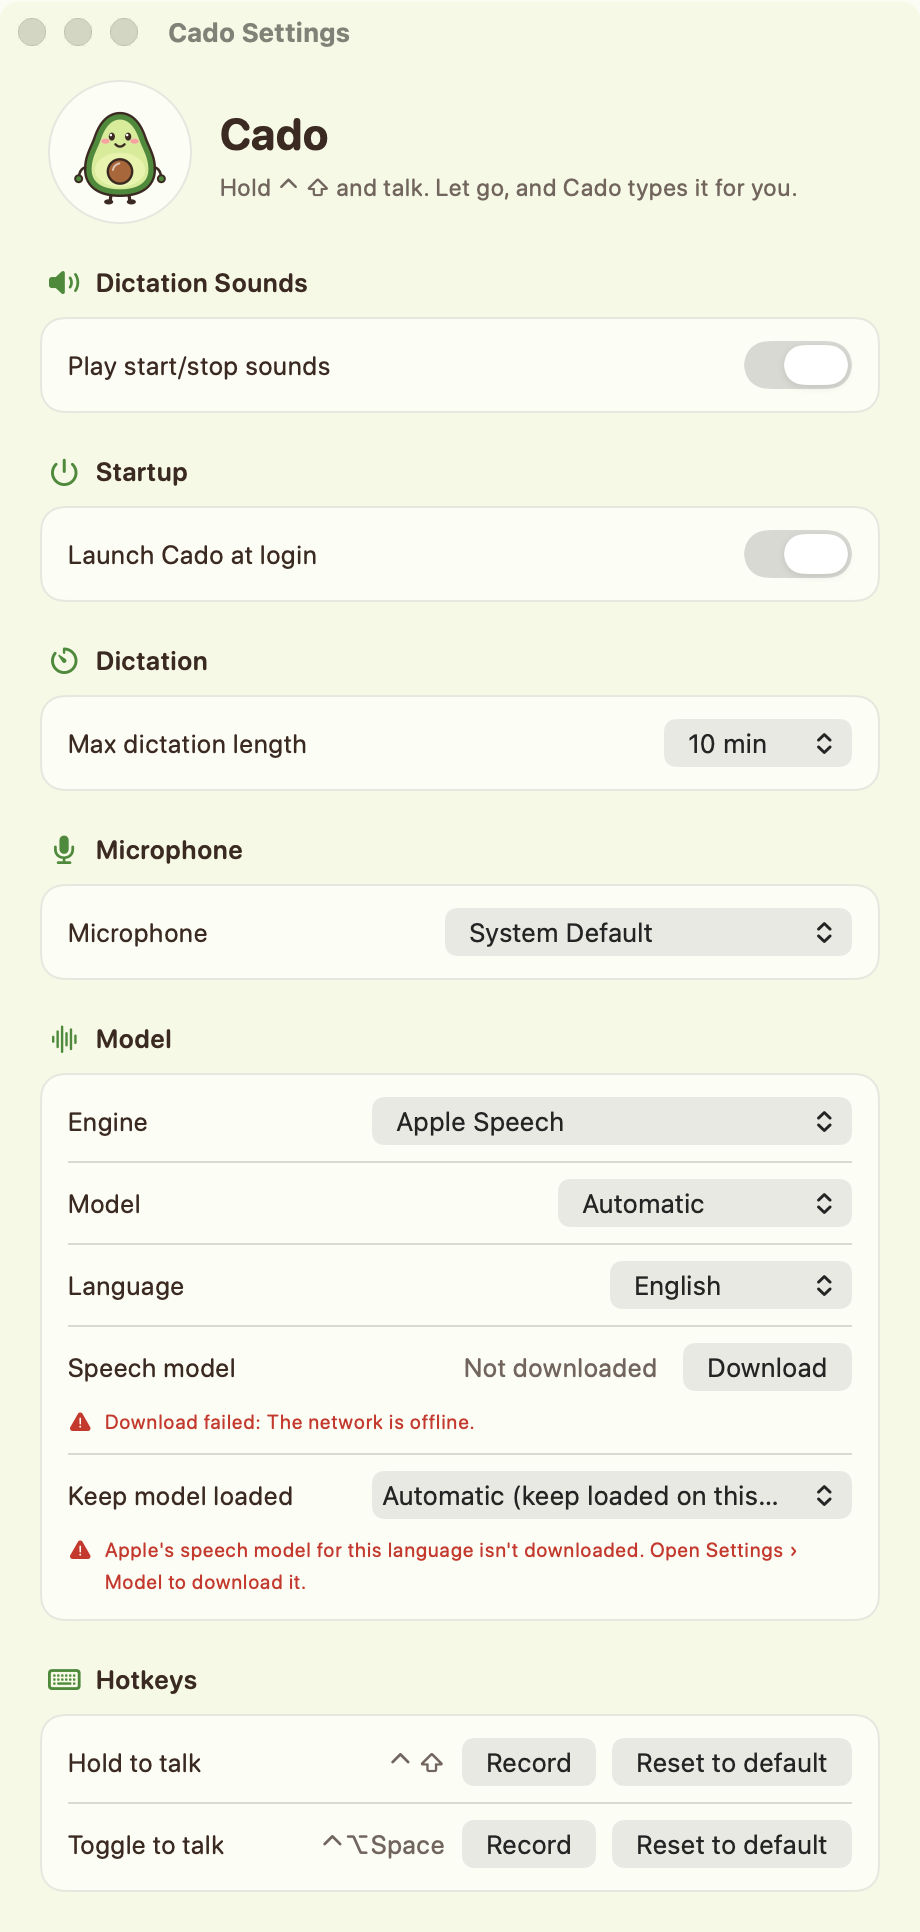 Cado Settings
Cado
Hold ⌃ ⇧ and talk. Let go, and Cado types it for you.
Dictation Sounds
Play start/stop sounds
Startup
Launch Cado at login
Dictation
Max dictation length 10 min
Microphone
Microphone System Default
Model
Engine Apple Speech
Model Automatic
Language English
Speech model Not downloaded Download
Download failed: The network is offline.
Keep model loaded Automatic (keep loaded on this...
Apple's speech model for this language isn't downloaded. Open Settings ›
Model to download it.
Hotkeys
Hold to talk ⌃ ⇧ Record Reset to default
Toggle to talk ⌃⌥Space Record Reset to default